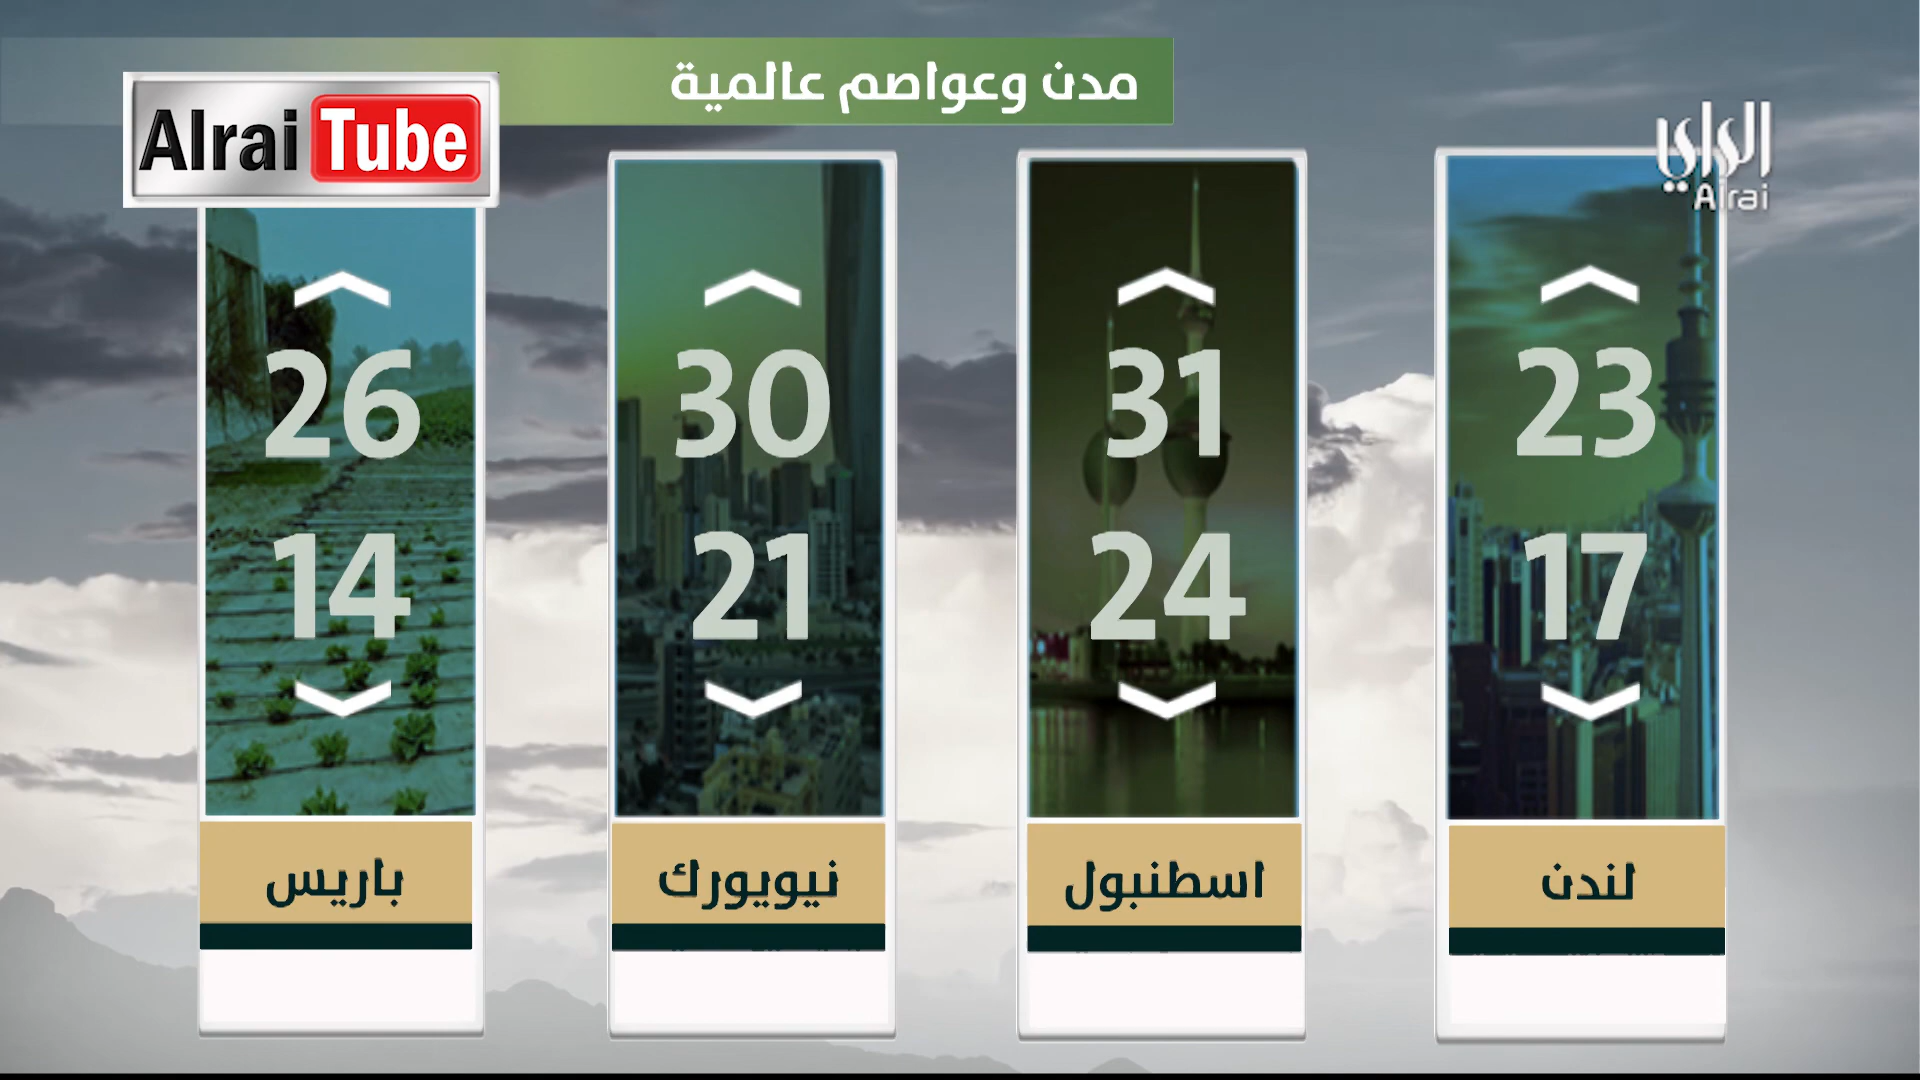 مدن وعواصم عالمية
Alrai Tube
الراي
Alrai
23
31
30
26
17
24
21
14
لندن
اسطنبول
نيويورك
باريس